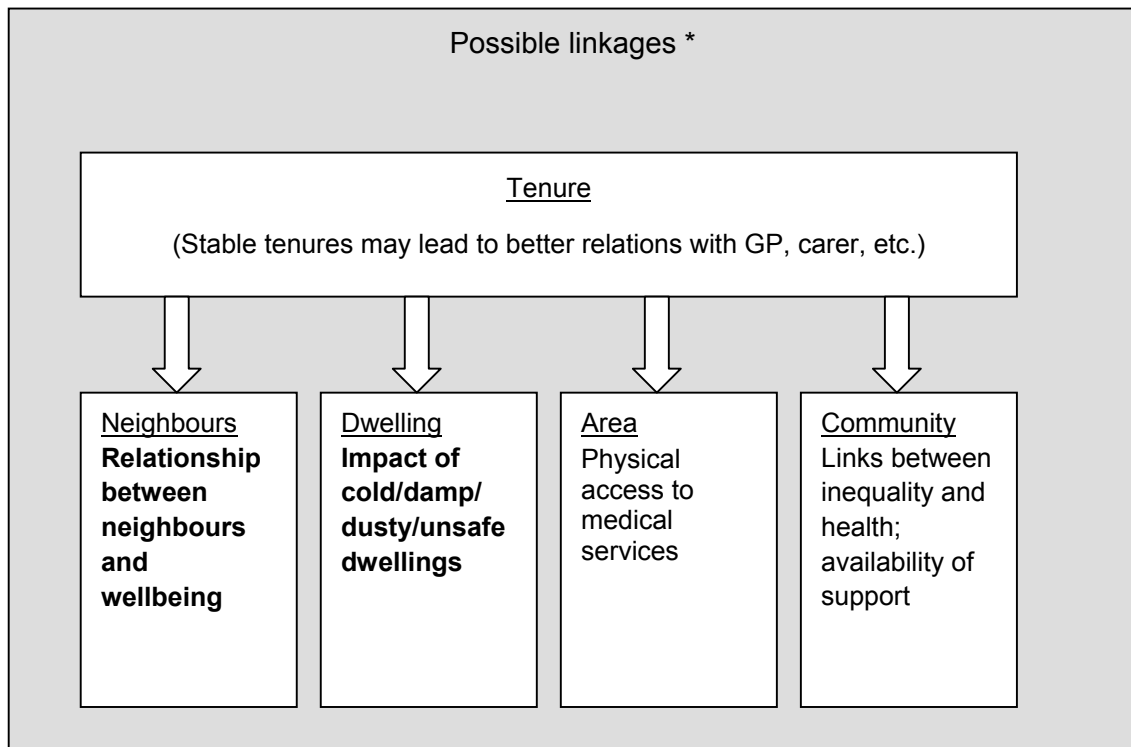 Possible linkages *
Tenure
(Stable tenures may lead to better relations with GP, carer, etc.)
Neighbours
Relationship
between
neighbours
and
wellbeing
Dwelling
Impact of
cold/damp/
dusty/unsafe
dwellings
Area
Physical
access to
medical
services
Community
Links between
inequality and
health;
availability of
support